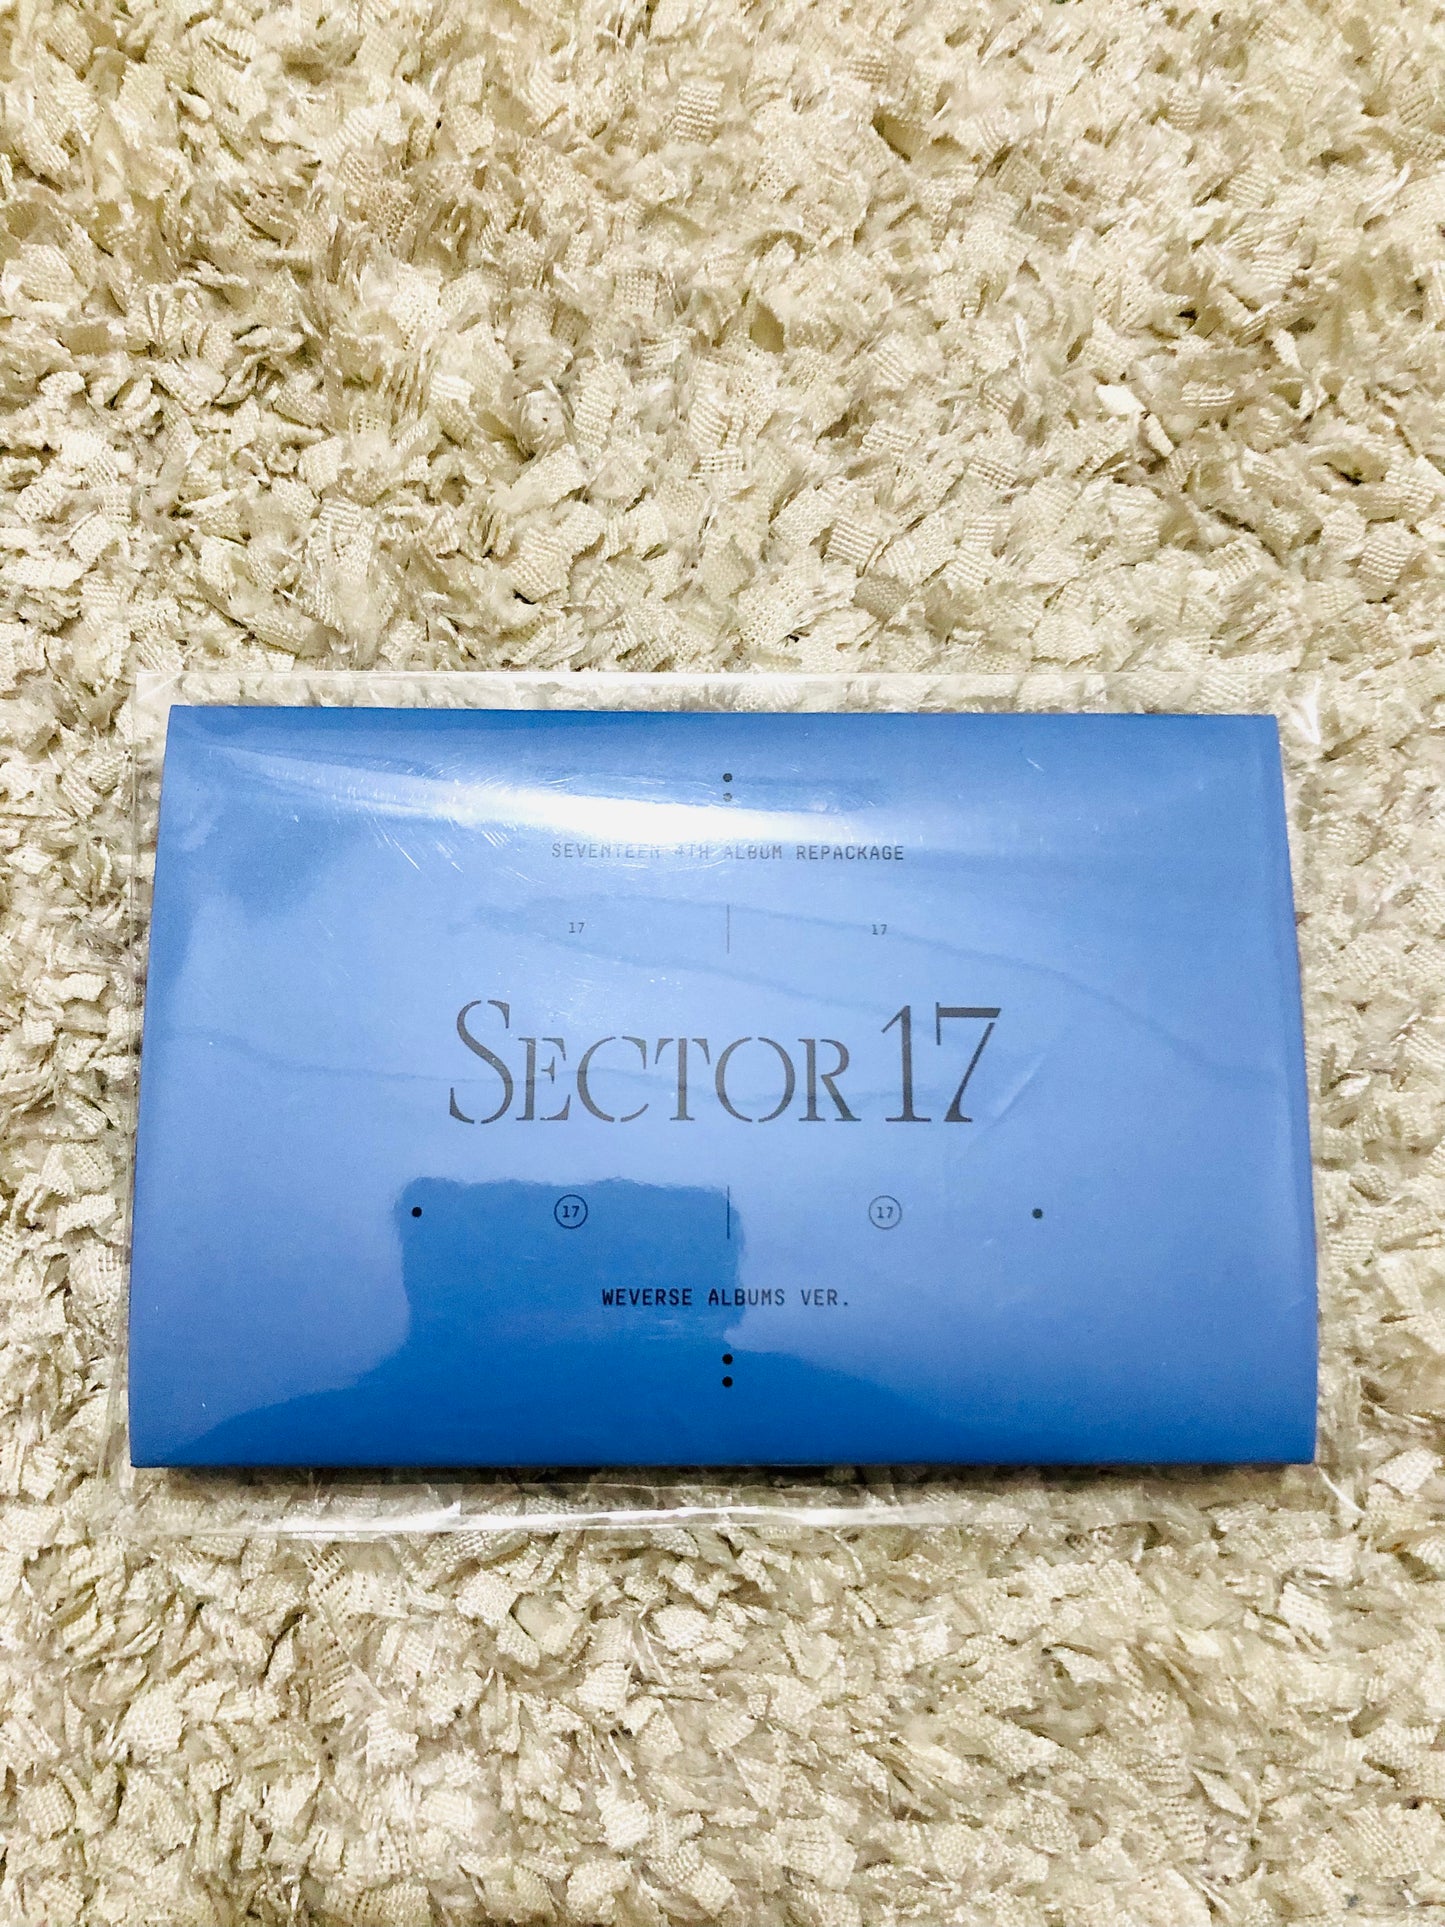 SEVENTEEN 4TH ALBUM REPACKAGE
17 17
SECTOR 17
17 17
WEVERSE ALBUMS VER.